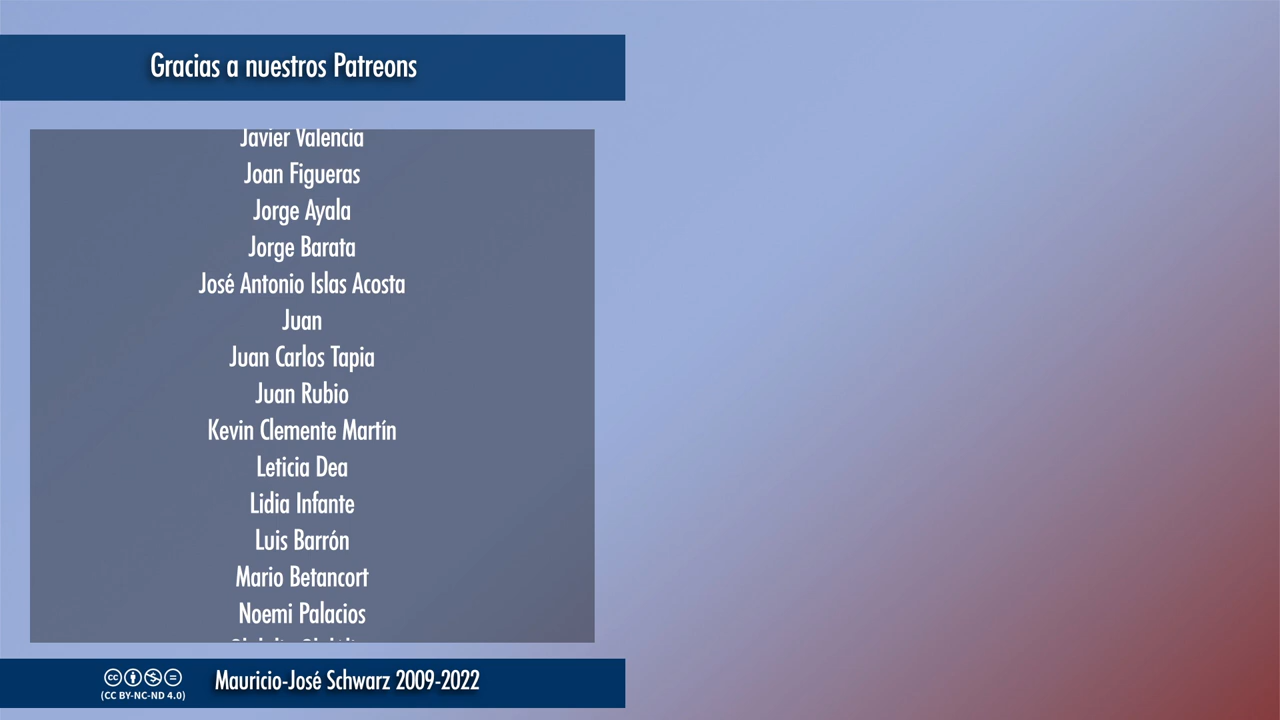 Gracias a nuestros Patreons
Javier Valencia
Joan Figueras
Jorge Ayala
Jorge Barata
José Antonio Islas Acosta
Juan
Juan Carlos Tapia
Juan Rubio
Kevin Clemente Martín
Leticia Dea
Lidia Infante
Luis Barrón
Mario Betancort
Noemi Palacios
(CC BY-NC-ND 4.0)
Mauricio-José Schwarz 2009-2022